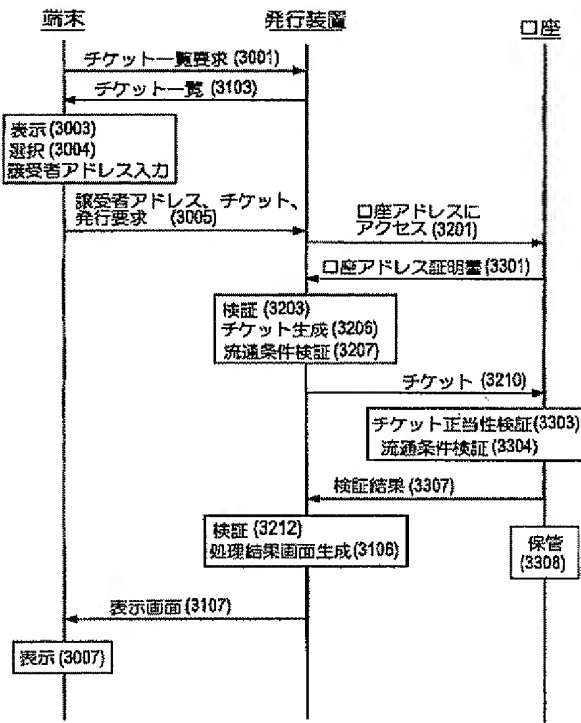 端末
発行装置
口座
チケット一覧要求 (3001)
チケット一覧 (3103)
表示 (3003)
選択 (3004)
譲受者アドレス入力
譲受者アドレス、チケット、
発行要求 (3005)
口座アドレスに
アクセス (3201)
口座アドレス証明書 (3301)
検証 (3203)
チケット生成 (3206)
流通条件検証 (3207)
チケット (3210)
チケット正当性検証 (3303)
流通条件検証 (3304)
検証結果 (3307)
検証 (3212)
処理結果画面生成 (3106)
保管
(3308)
表示画面 (3107)
表示 (3007)